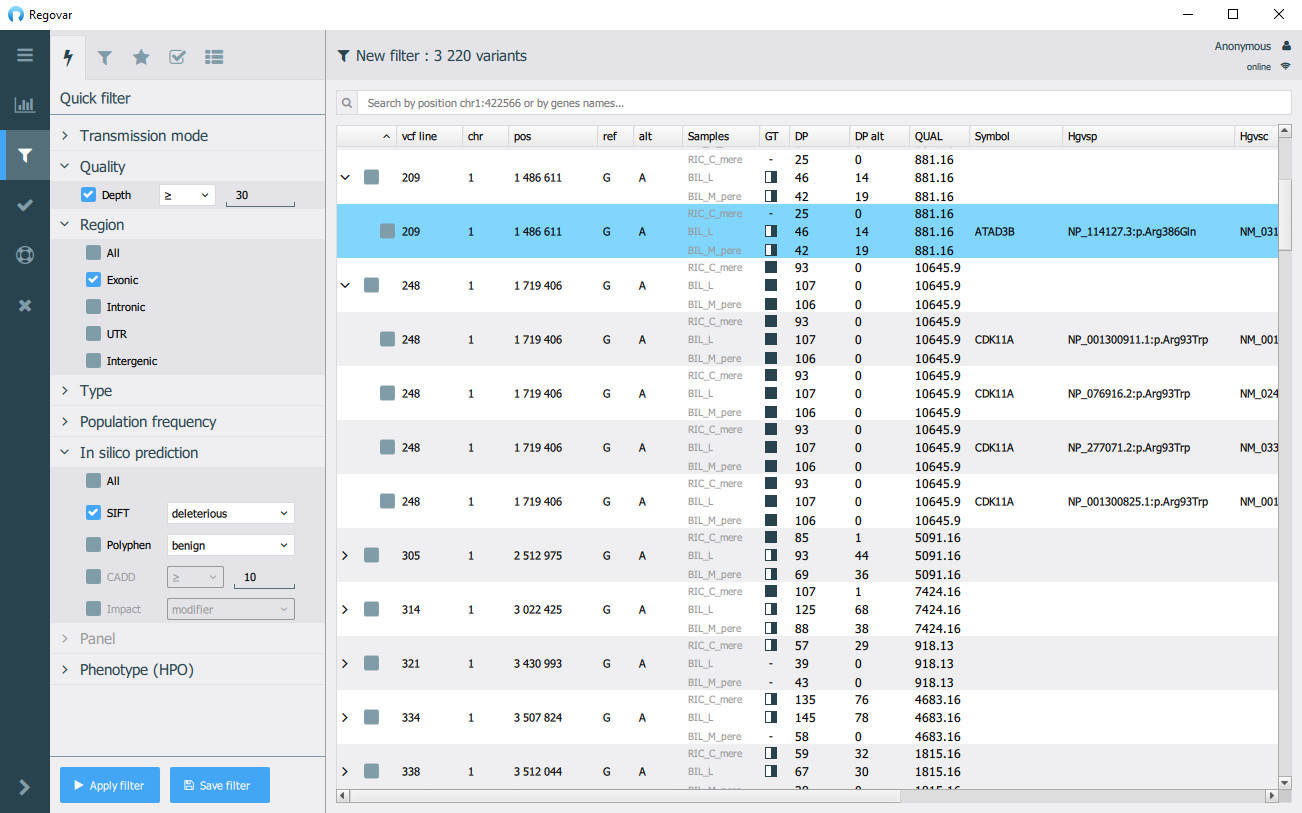 Regovar
Quick filter
Transmission mode
Quality
Depth ≥ 30
Region
All
Exonic
Intronic
UTR
Intergenic
Type
Population frequency
In silico prediction
All
SIFT deleterious
Polyphen benign
CADD ≥ 10
Impact modifier
Panel
Phenotype (HPO)
Apply filter Save filter
New filter : 3 220 variants
Anonymous
online
Search by position chr1:422566 or by genes names...
vcf line chr pos ref alt Samples GT DP DP alt QUAL Symbol Hgvsp Hgvsc
RIC_C_mere - 25 0 881.16
209 1 1 486 611 G A BIL_L 46 14 881.16
BIL_M_pere 42 19 881.16
RIC_C_mere - 25 0 881.16
209 1 1 486 611 G A BIL_L 46 14 881.16 ATAD3B NP_114127.3:p.Arg386Gln NM_031
BIL_M_pere 42 19 881.16
RIC_C_mere 93 0 10645.9
248 1 1 719 406 G A BIL_L 107 0 10645.9
BIL_M_pere 106 0 10645.9
RIC_C_mere 93 0 10645.9
248 1 1 719 406 G A BIL_L 107 0 10645.9 CDK11A NP_001300911.1:p.Arg93Trp NM_001
BIL_M_pere 106 0 10645.9
RIC_C_mere 93 0 10645.9
248 1 1 719 406 G A BIL_L 107 0 10645.9 CDK11A NP_076916.2:p.Arg93Trp NM_024
BIL_M_pere 106 0 10645.9
RIC_C_mere 93 0 10645.9
248 1 1 719 406 G A BIL_L 107 0 10645.9 CDK11A NP_277071.2:p.Arg93Trp NM_033
BIL_M_pere 106 0 10645.9
RIC_C_mere 93 0 10645.9
248 1 1 719 406 G A BIL_L 107 0 10645.9 CDK11A NP_001300825.1:p.Arg93Trp NM_001
BIL_M_pere 106 0 10645.9
RIC_C_mere 85 1 5091.16
305 1 2 512 975 G A BIL_L 93 44 5091.16
BIL_M_pere 69 36 5091.16
RIC_C_mere 107 1 7424.16
314 1 3 022 425 G A BIL_L 125 68 7424.16
BIL_M_pere 88 38 7424.16
RIC_C_mere 57 29 918.13
321 1 3 430 993 G A BIL_L - 39 0 918.13
BIL_M_pere - 43 0 918.13
RIC_C_mere 135 76 4683.16
334 1 3 507 824 G A BIL_L 145 78 4683.16
BIL_M_pere - 58 0 4683.16
RIC_C_mere 59 32 1815.16
338 1 3 512 044 G A BIL_L 67 30 1815.16